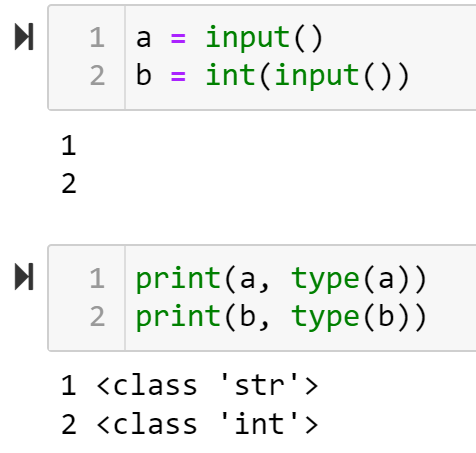 1 a = input()
2 b = int(input())
1
2
1 print(a, type(a))
2 print(b, type(b))
1 <class 'str'>
2 <class 'int'>